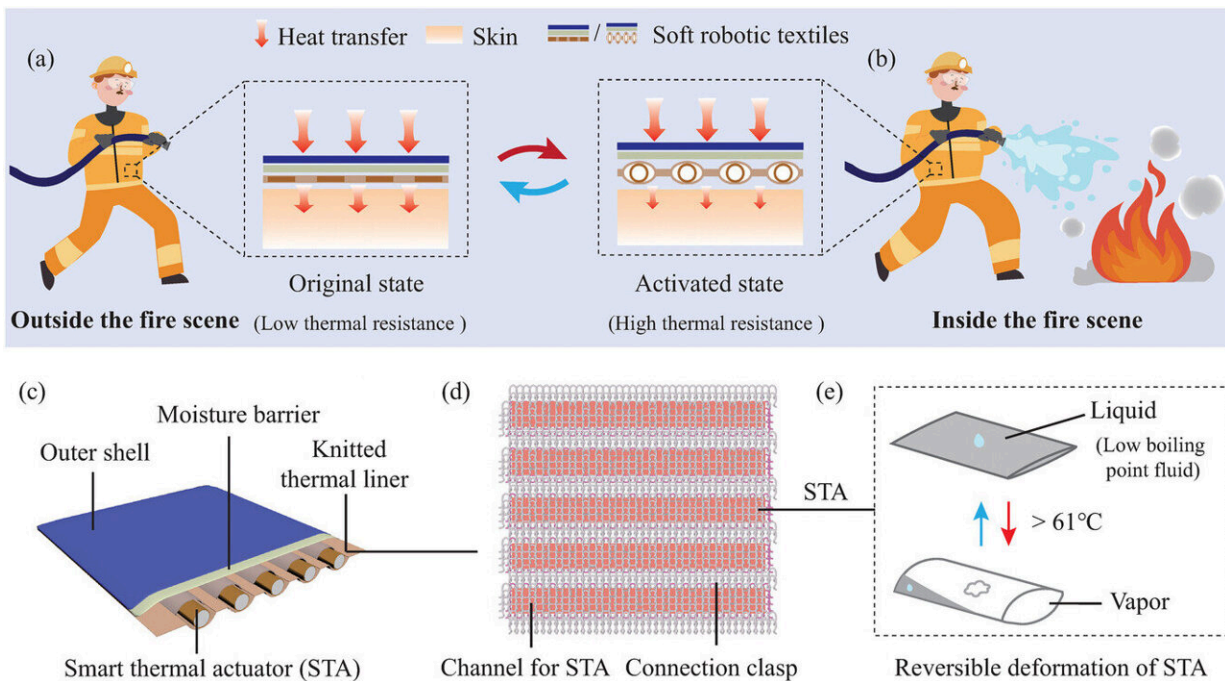 Heat transfer
Skin
/
Soft robotic textiles
(a)
(b)
Original state
Activated state
Outside the fire scene
(Low thermal resistance )
(High thermal resistance )
Inside the fire scene
(c)
Moisture barrier
Outer shell
Knitted
thermal liner
Smart thermal actuator (STA)
(d)
STA
Channel for STA
Connection clasp
(e)
Liquid
(Low boiling
point fluid)
> 61°C
Vapor
Reversible deformation of STA